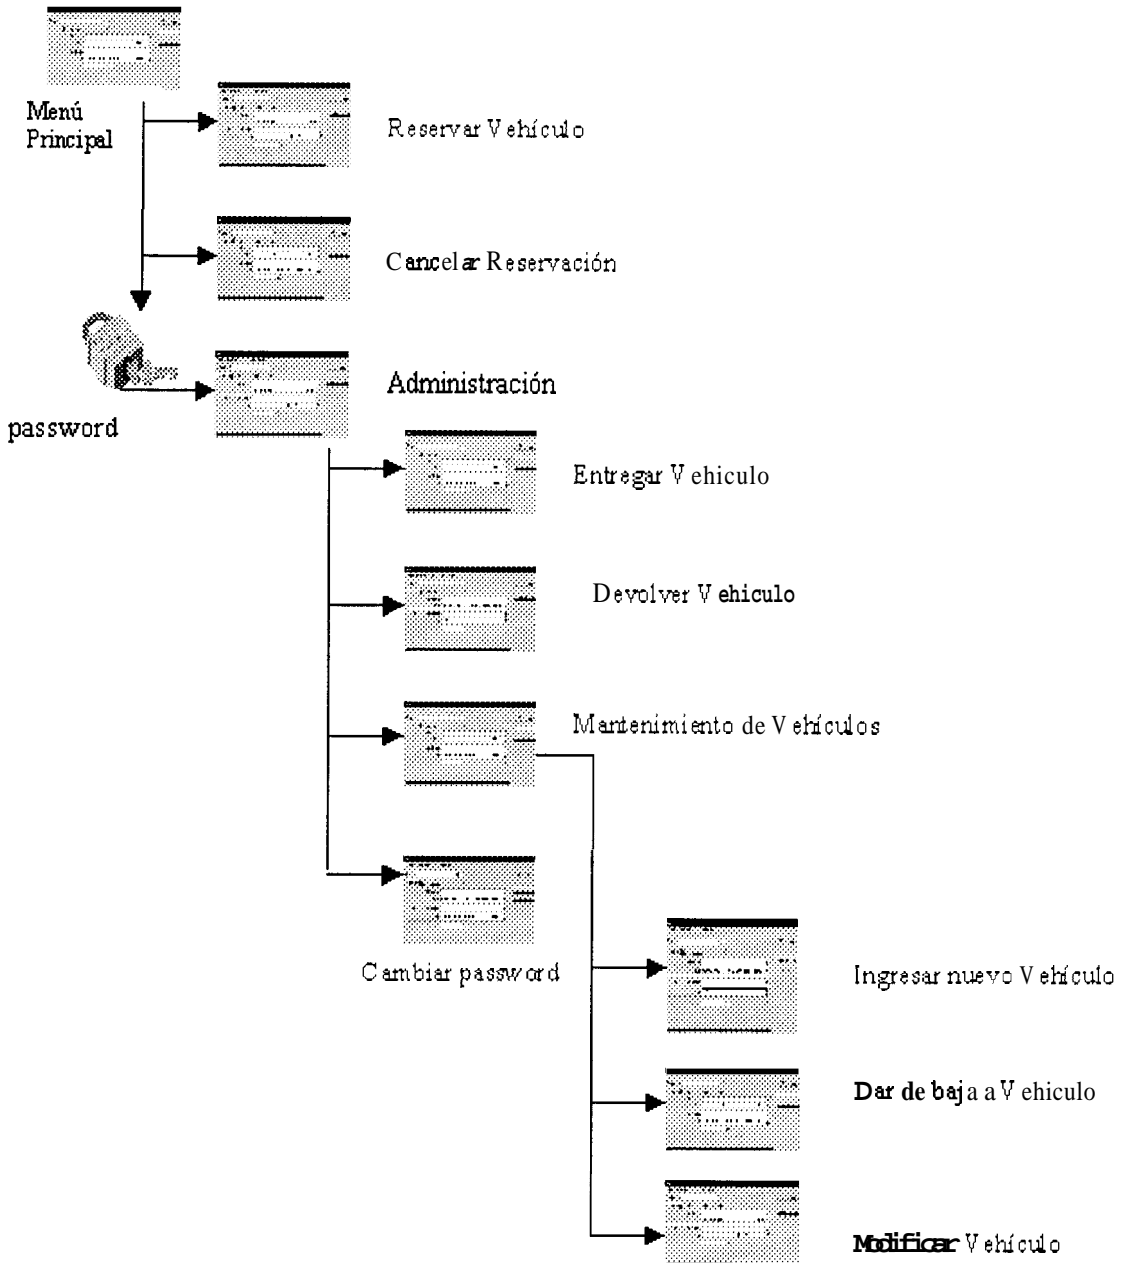 Menú
Principal
Reservar Vehículo
Cancelar Reservación
Administración
password
Entregar Vehiculo
Devolver Vehiculo
Mantenimiento de Vehículos
Cambiar password
Ingresar nuevo Vehículo
Dar de baja a Vehiculo
Modificar Vehículo